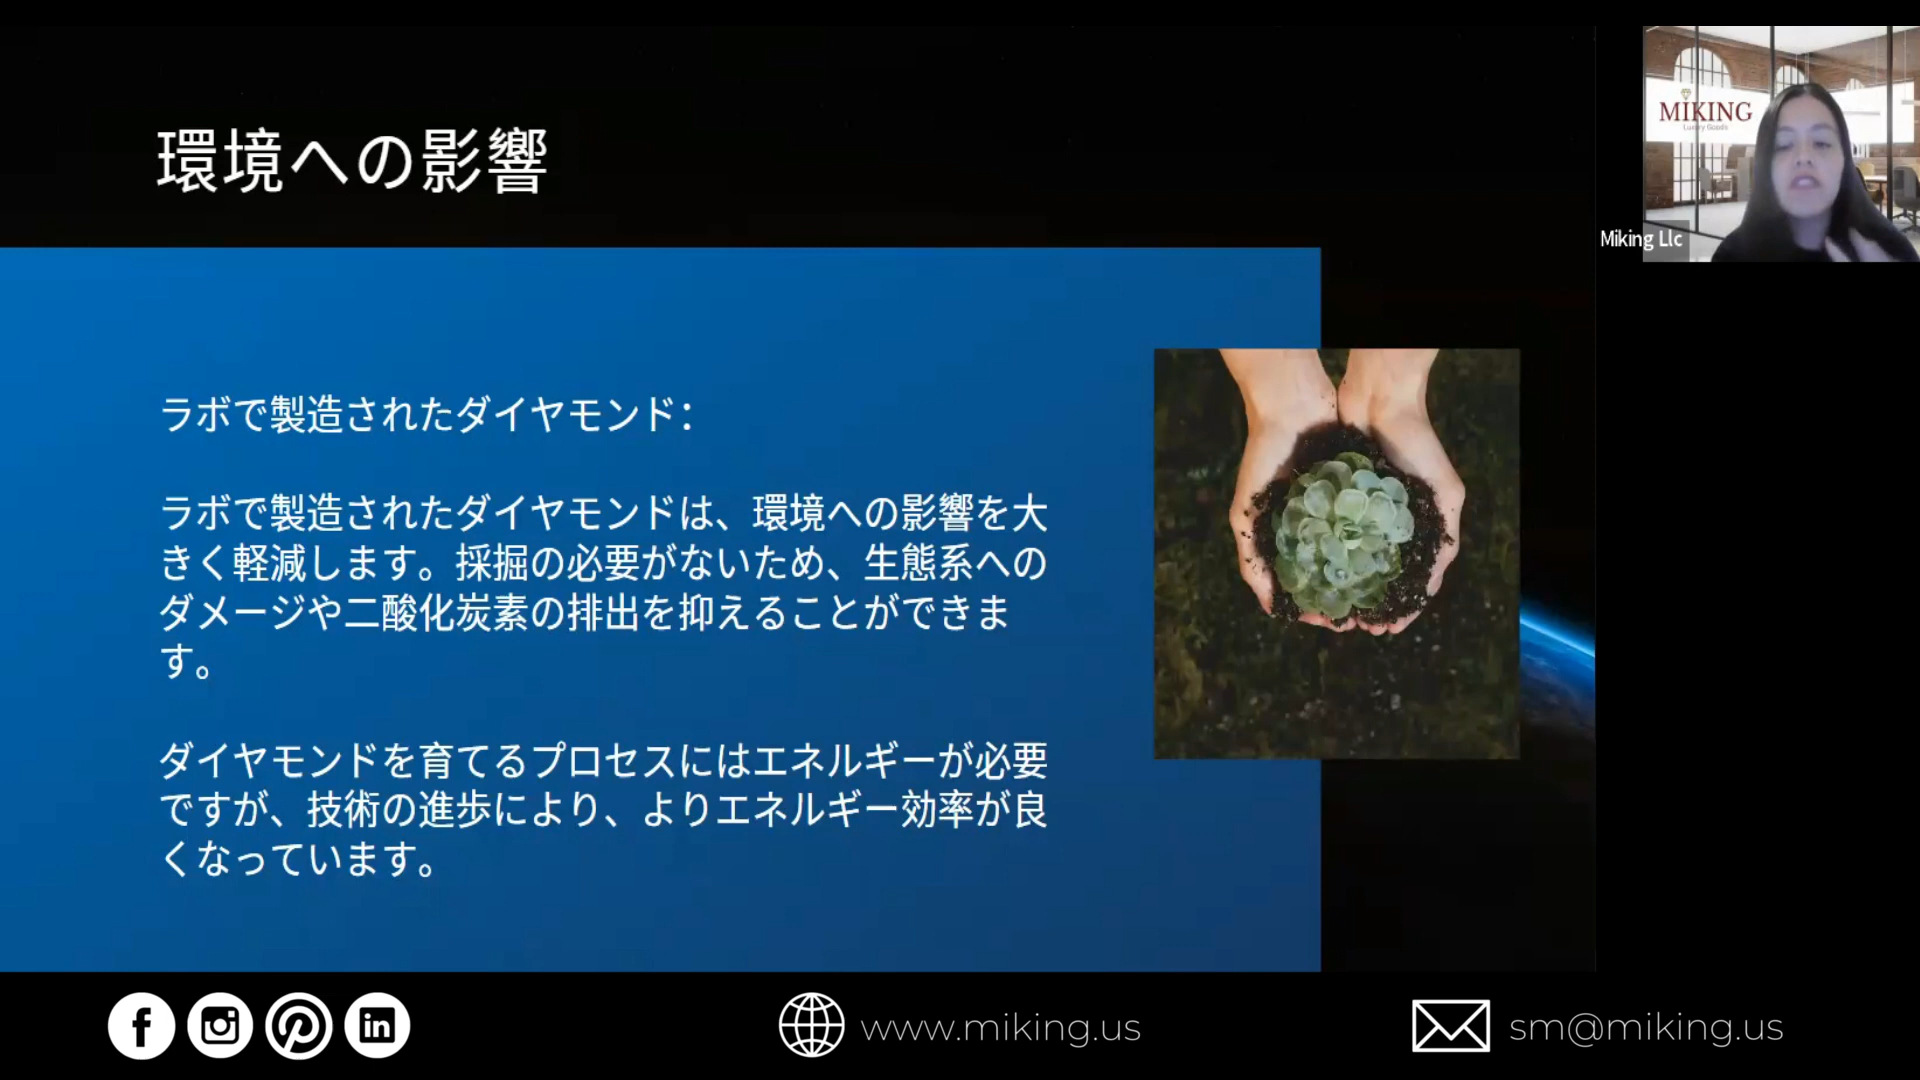 環境への影響
MIKING
Luxury Goods
Miking Llc
ラボで製造されたダイヤモンド：
ラボで製造されたダイヤモンドは、環境への影響を大
きく軽減します。採掘の必要がないため、生態系への
ダメージや二酸化炭素の排出を抑えることができま
す。
ダイヤモンドを育てるプロセスにはエネルギーが必要
ですが、技術の進歩により、よりエネルギー効率が良
くなっています。
www.miking.us
sm@miking.us